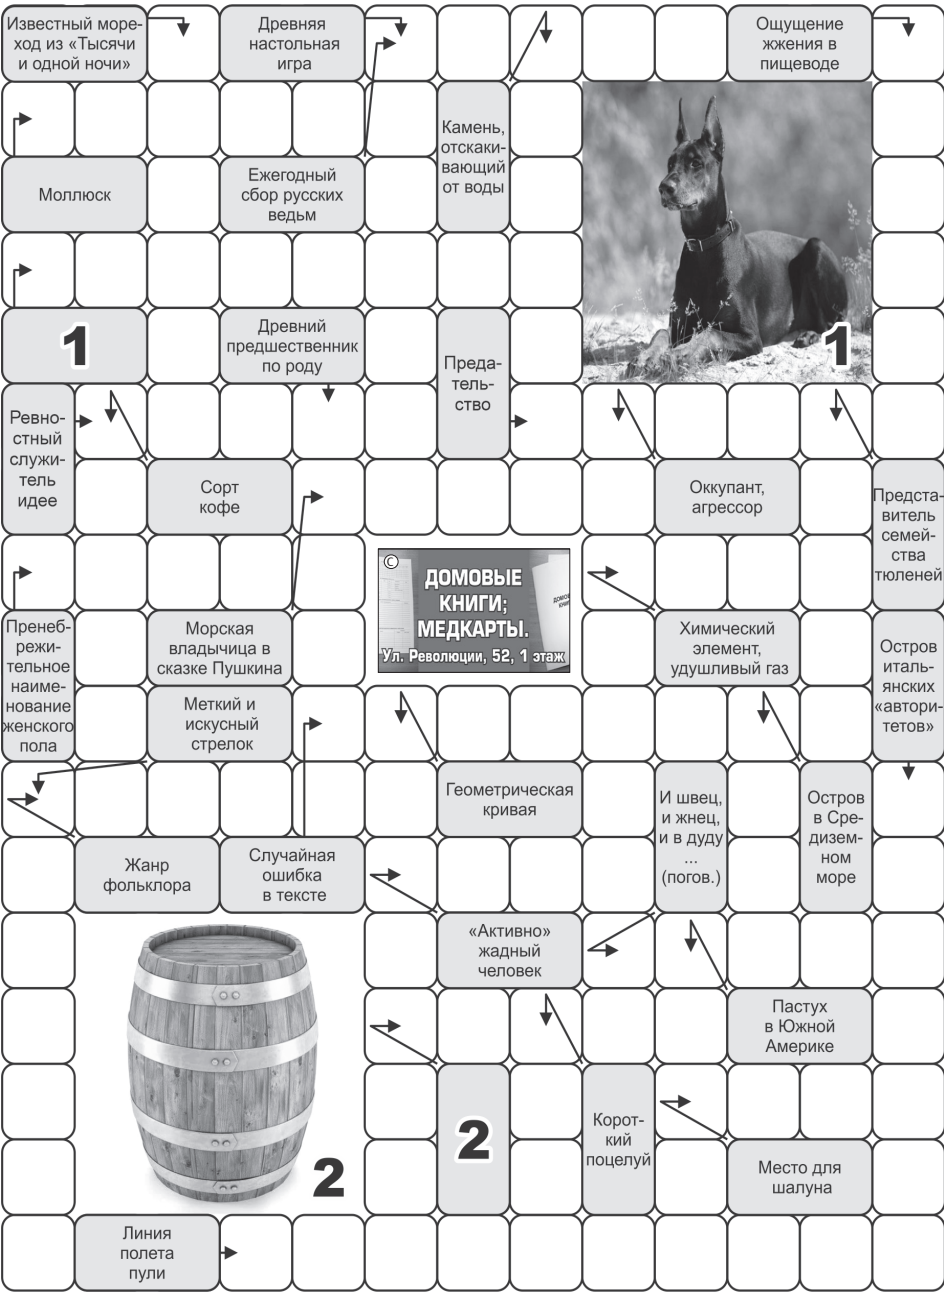 Известный море-
ход из «Тысячи
и одной ночи»
Древняя
настольная
игра
Ощущение
жжения в
пищеводе
Камень,
отскаки-
вающий
от воды
Моллюск
Ежегодный
сбор русских
ведьм
1
Древний
предшественник
по роду
Преда-
тель-
ство
1
Ревно-
стный
служи-
тель
идее
Сорт
кофе
Оккупант,
агрессор
Предста-
витель
семей-
ства
тюленей
©
ДОМОВЫЕ
КНИГИ;
МЕДКАРТЫ.
Ул. Революции, 52, 1 этаж
Пренеб-
режи-
тельное
наиме-
нование
женского
пола
Морская
владычица в
сказке Пушкина
Химический
элемент,
удушливый газ
Остров
италь-
янских
«автори-
тетов»
Меткий и
искусный
стрелок
Геометрическая
кривая
И швец,
и жнец,
и в дуду
...
(погов.)
Остров
в Сре-
дизем-
ном
море
Жанр
фольклора
Случайная
ошибка
в тексте
«Активно»
жадный
человек
Пастух
в Южной
Америке
2
2
Корот-
кий
поцелуй
Место для
шалуна
Линия
полета
пули